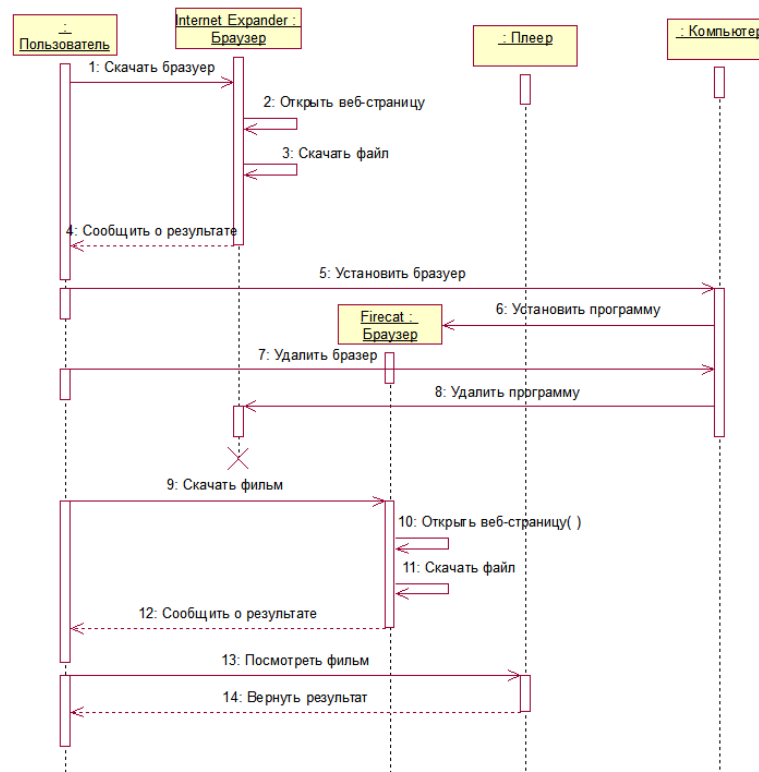 :
Пользователь
Internet Expander :
Браузер
: Плеер
: Компьютер
1: Скачать бразуер
2: Открыть веб-страницу
3: Скачать файл
4: Сообщить о результате
5: Установить бразуер
6: Установить программу
Firecat :
Браузер
7: Удалить бразер
8: Удалить программу
9: Скачать фильм
10: Открыть веб-страницу( )
11: Скачать файл
12: Сообщить о результате
13: Посмотреть фильм
14: Вернуть результат